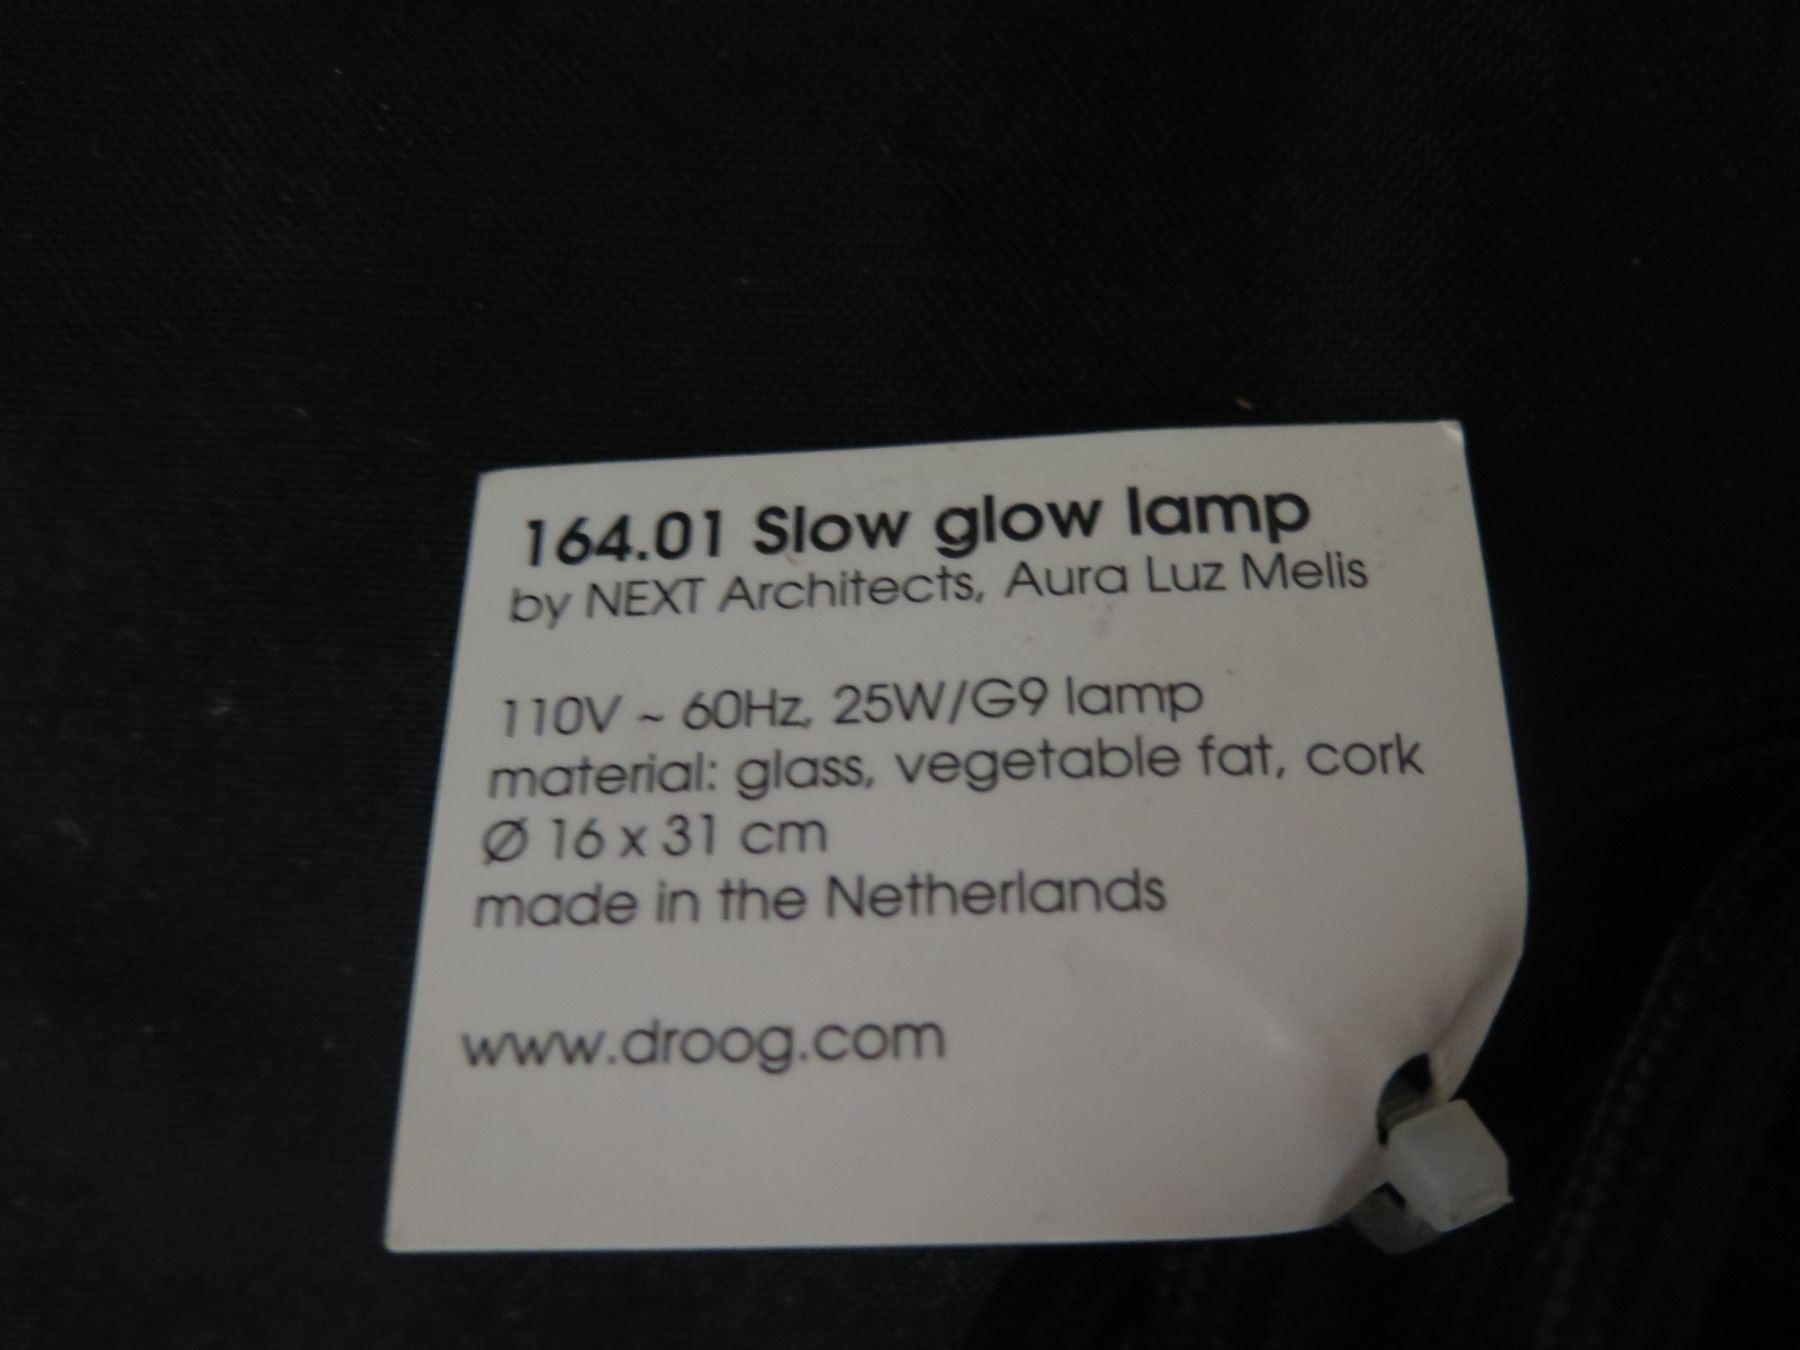 164.01 Slow glow lamp
by NEXT Architects, Aura Luz Melis
110V ~ 60Hz, 25W/G9 lamp
material: glass, vegetable fat, cork
Ø 16 x 31 cm
made in the Netherlands
www.droog.com